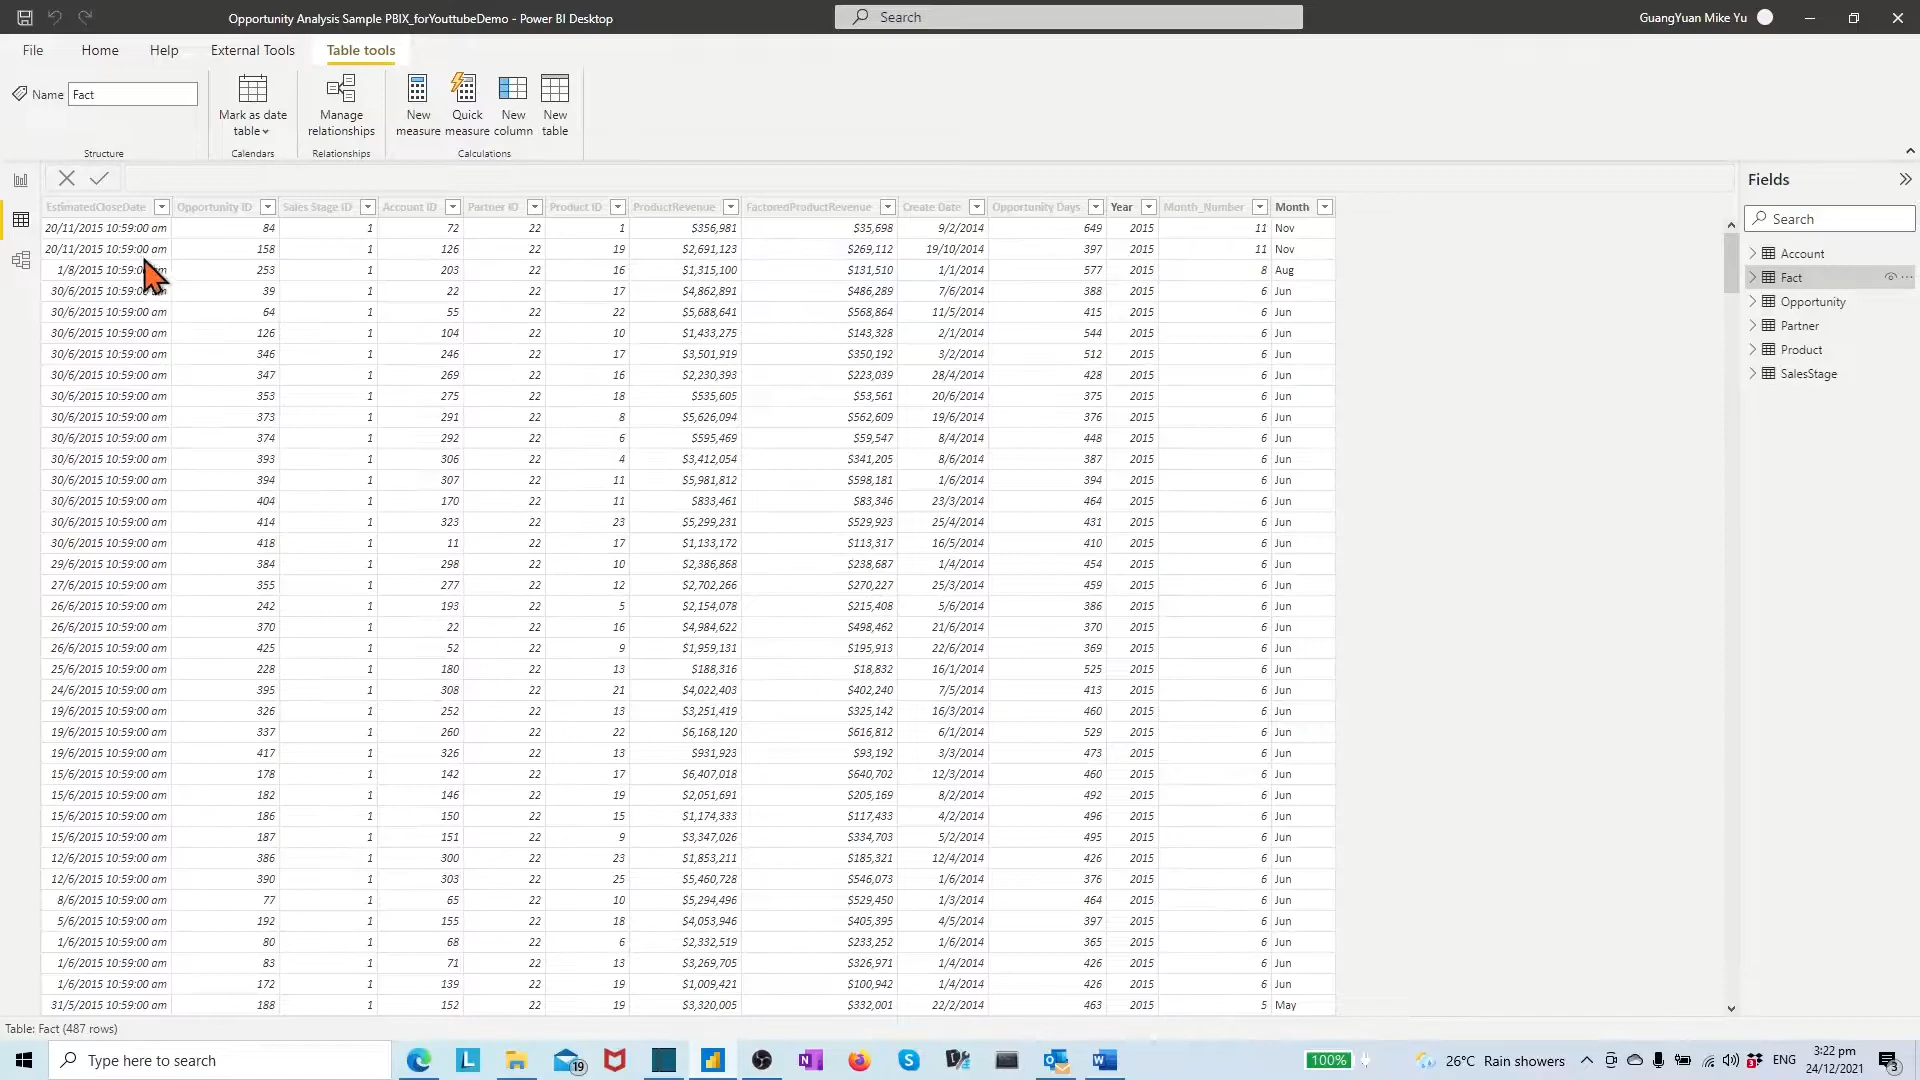 Opportunity Analysis Sample PBIX_forYouttubeDemo - Power BI Desktop
Search
GuangYuan Mike Yu
File Home Help External Tools Table tools
Name Fact
Mark as date table
Manage relationships
New measure
Quick measure
New column
New table
Structure Calendars Relationships Calculations
EstimatedCloseDate Opportunity ID Sales Stage ID Account ID Partner ID Product ID ProductRevenue FactoredProductRevenue Create Date Opportunity Days Year Month_Number Month
20/11/2015 10:59:00 am 84 1 72 22 1 $356,981 $35,698 9/2/2014 649 2015 11 Nov
20/11/2015 10:59:00 am 158 1 126 22 19 $2,691,123 $269,112 19/10/2014 397 2015 11 Nov
1/8/2015 10:59:00 am 253 1 203 22 16 $1,315,100 $131,510 1/1/2014 577 2015 8 Aug
30/6/2015 10:59:00 am 39 1 22 22 17 $4,862,891 $486,289 7/6/2014 388 2015 6 Jun
30/6/2015 10:59:00 am 64 1 55 22 22 $5,688,641 $568,864 11/5/2014 415 2015 6 Jun
30/6/2015 10:59:00 am 126 1 104 22 10 $1,433,275 $143,328 2/1/2014 544 2015 6 Jun
30/6/2015 10:59:00 am 346 1 246 22 17 $3,501,919 $350,192 3/2/2014 512 2015 6 Jun
30/6/2015 10:59:00 am 347 1 269 22 16 $2,230,393 $223,039 28/4/2014 428 2015 6 Jun
30/6/2015 10:59:00 am 353 1 275 22 18 $535,605 $53,561 20/6/2014 375 2015 6 Jun
30/6/2015 10:59:00 am 373 1 291 22 8 $5,626,094 $562,609 19/6/2014 376 2015 6 Jun
30/6/2015 10:59:00 am 374 1 292 22 6 $595,469 $59,547 8/4/2014 448 2015 6 Jun
30/6/2015 10:59:00 am 393 1 306 22 4 $3,412,054 $341,205 8/6/2014 387 2015 6 Jun
30/6/2015 10:59:00 am 394 1 307 22 11 $5,981,812 $598,181 1/6/2014 394 2015 6 Jun
30/6/2015 10:59:00 am 404 1 170 22 11 $833,461 $83,346 23/3/2014 464 2015 6 Jun
30/6/2015 10:59:00 am 414 1 323 22 23 $5,299,231 $529,923 25/4/2014 431 2015 6 Jun
30/6/2015 10:59:00 am 418 1 11 22 17 $1,133,172 $113,317 16/5/2014 410 2015 6 Jun
29/6/2015 10:59:00 am 384 1 298 22 10 $2,386,868 $238,687 1/4/2014 454 2015 6 Jun
27/6/2015 10:59:00 am 355 1 277 22 12 $2,702,266 $270,227 25/3/2014 459 2015 6 Jun
26/6/2015 10:59:00 am 242 1 193 22 5 $2,154,078 $215,408 5/6/2014 386 2015 6 Jun
26/6/2015 10:59:00 am 370 1 22 22 16 $4,984,622 $498,462 21/6/2014 370 2015 6 Jun
26/6/2015 10:59:00 am 425 1 52 22 9 $1,959,131 $195,913 22/6/2014 369 2015 6 Jun
25/6/2015 10:59:00 am 228 1 180 22 13 $188,316 $18,832 16/1/2014 525 2015 6 Jun
24/6/2015 10:59:00 am 395 1 308 22 21 $4,022,403 $402,240 7/5/2014 413 2015 6 Jun
19/6/2015 10:59:00 am 326 1 252 22 13 $3,251,419 $325,142 16/3/2014 460 2015 6 Jun
19/6/2015 10:59:00 am 337 1 260 22 22 $6,168,120 $616,812 6/1/2014 529 2015 6 Jun
19/6/2015 10:59:00 am 417 1 326 22 13 $931,923 $93,192 3/3/2014 473 2015 6 Jun
15/6/2015 10:59:00 am 178 1 142 22 17 $6,407,018 $640,702 12/3/2014 460 2015 6 Jun
15/6/2015 10:59:00 am 182 1 146 22 19 $2,051,691 $205,169 8/2/2014 492 2015 6 Jun
15/6/2015 10:59:00 am 186 1 150 22 15 $1,174,333 $117,433 4/2/2014 496 2015 6 Jun
15/6/2015 10:59:00 am 187 1 151 22 9 $3,347,026 $334,703 5/2/2014 495 2015 6 Jun
12/6/2015 10:59:00 am 386 1 300 22 23 $1,853,211 $185,321 12/4/2014 426 2015 6 Jun
12/6/2015 10:59:00 am 390 1 303 22 25 $5,460,728 $546,073 1/6/2014 376 2015 6 Jun
8/6/2015 10:59:00 am 77 1 65 22 10 $5,294,496 $529,450 1/3/2014 464 2015 6 Jun
5/6/2015 10:59:00 am 192 1 155 22 18 $4,053,946 $405,395 4/5/2014 397 2015 6 Jun
1/6/2015 10:59:00 am 80 1 68 22 6 $2,332,519 $233,252 1/6/2014 365 2015 6 Jun
1/6/2015 10:59:00 am 83 1 71 22 13 $3,269,705 $326,971 1/4/2014 426 2015 6 Jun
1/6/2015 10:59:00 am 172 1 139 22 19 $1,009,421 $100,942 1/4/2014 426 2015 6 Jun
31/5/2015 10:59:00 am 188 1 152 22 19 $3,320,005 $332,001 22/2/2014 463 2015 5 May
Fields
Search
Account
Fact
Opportunity
Partner
Product
SalesStage
Table: Fact (487 rows)
Type here to search
19
100%
26°C Rain showers
ENG
3:22 pm
24/12/2021
3